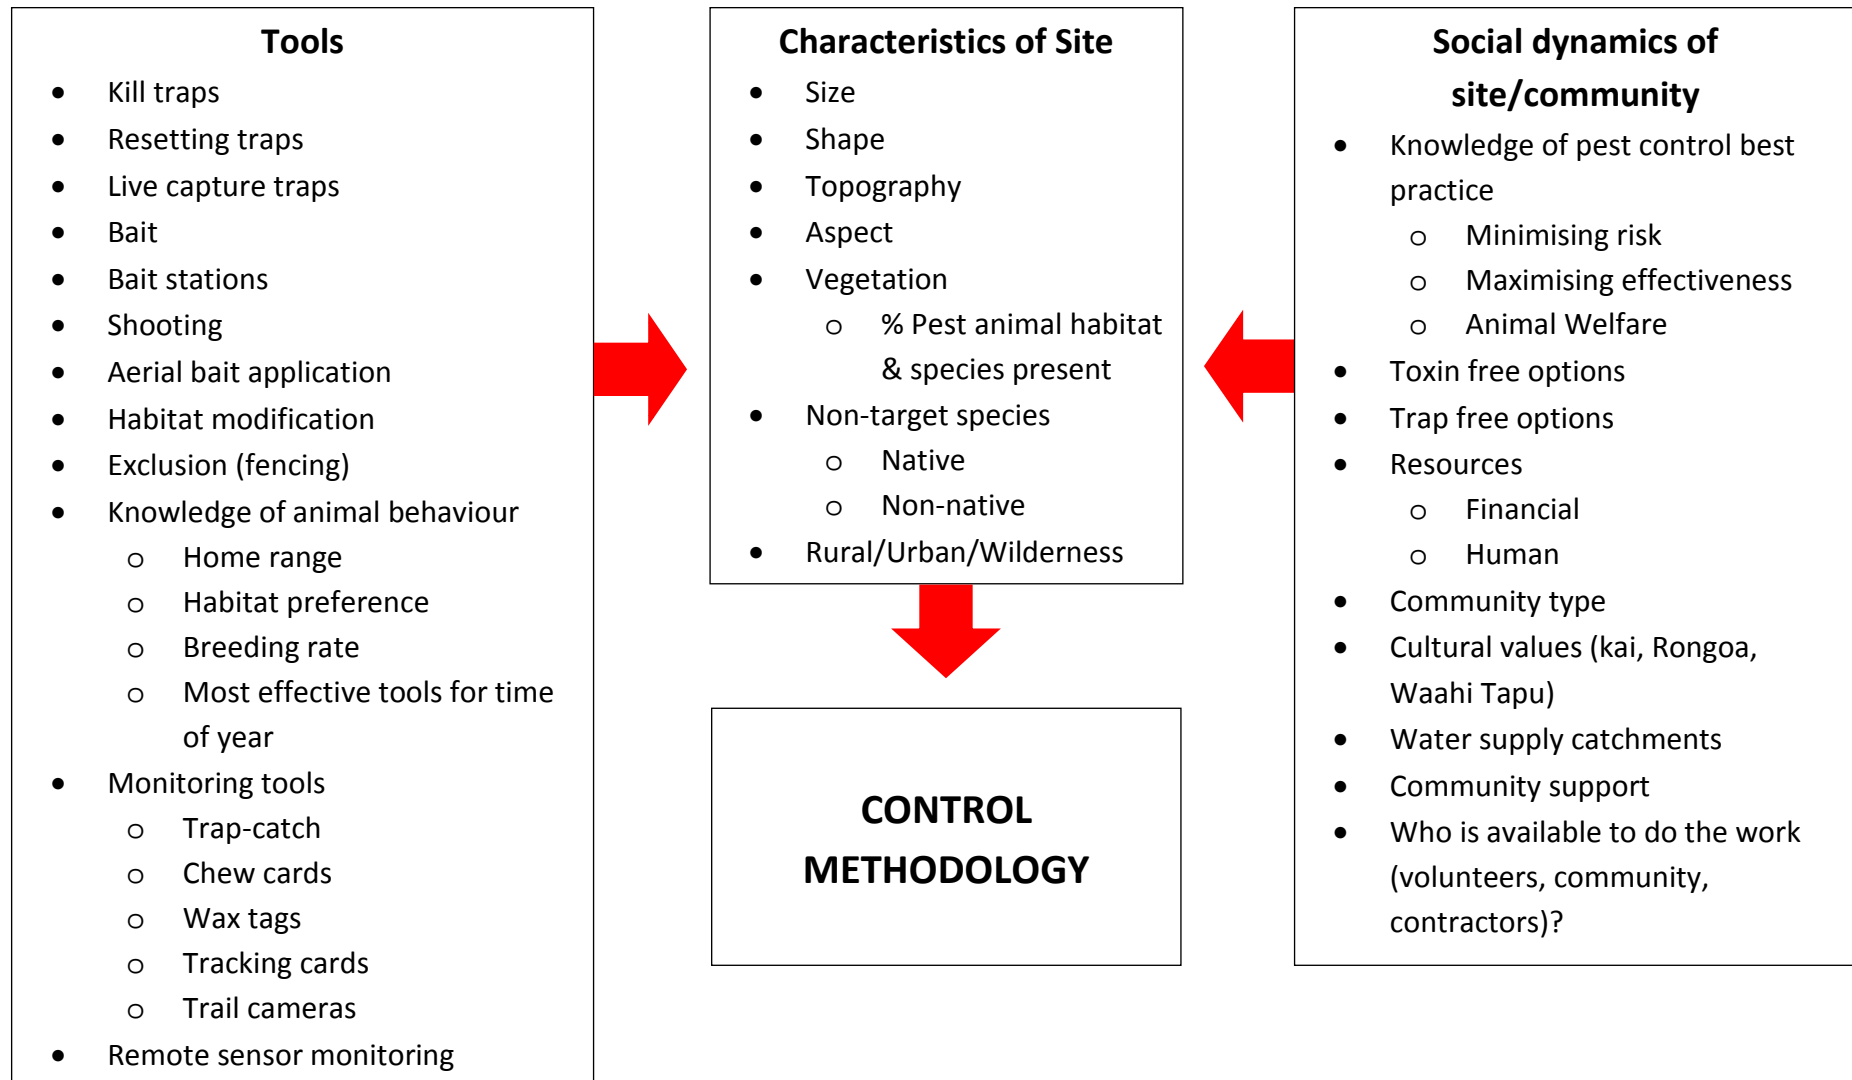 Tools
• Kill traps
• Resetting traps
• Live capture traps
• Bait
• Bait stations
• Shooting
• Aerial bait application
• Habitat modification
• Exclusion (fencing)
• Knowledge of animal behaviour
o Home range
o Habitat preference
o Breeding rate
o Most effective tools for time
of year
• Monitoring tools
o Trap-catch
o Chew cards
o Wax tags
o Tracking cards
o Trail cameras
• Remote sensor monitoring
Characteristics of Site
• Size
• Shape
• Topography
• Aspect
• Vegetation
o % Pest animal habitat
& species present
• Non-target species
o Native
o Non-native
• Rural/Urban/Wilderness
CONTROL
METHODOLOGY
Social dynamics of
site/community
• Knowledge of pest control best
practice
o Minimising risk
o Maximising effectiveness
o Animal Welfare
• Toxin free options
• Trap free options
• Resources
o Financial
o Human
• Community type
• Cultural values (kai, Rongoa,
Waahi Tapu)
• Water supply catchments
• Community support
• Who is available to do the work
(volunteers, community,
contractors)?